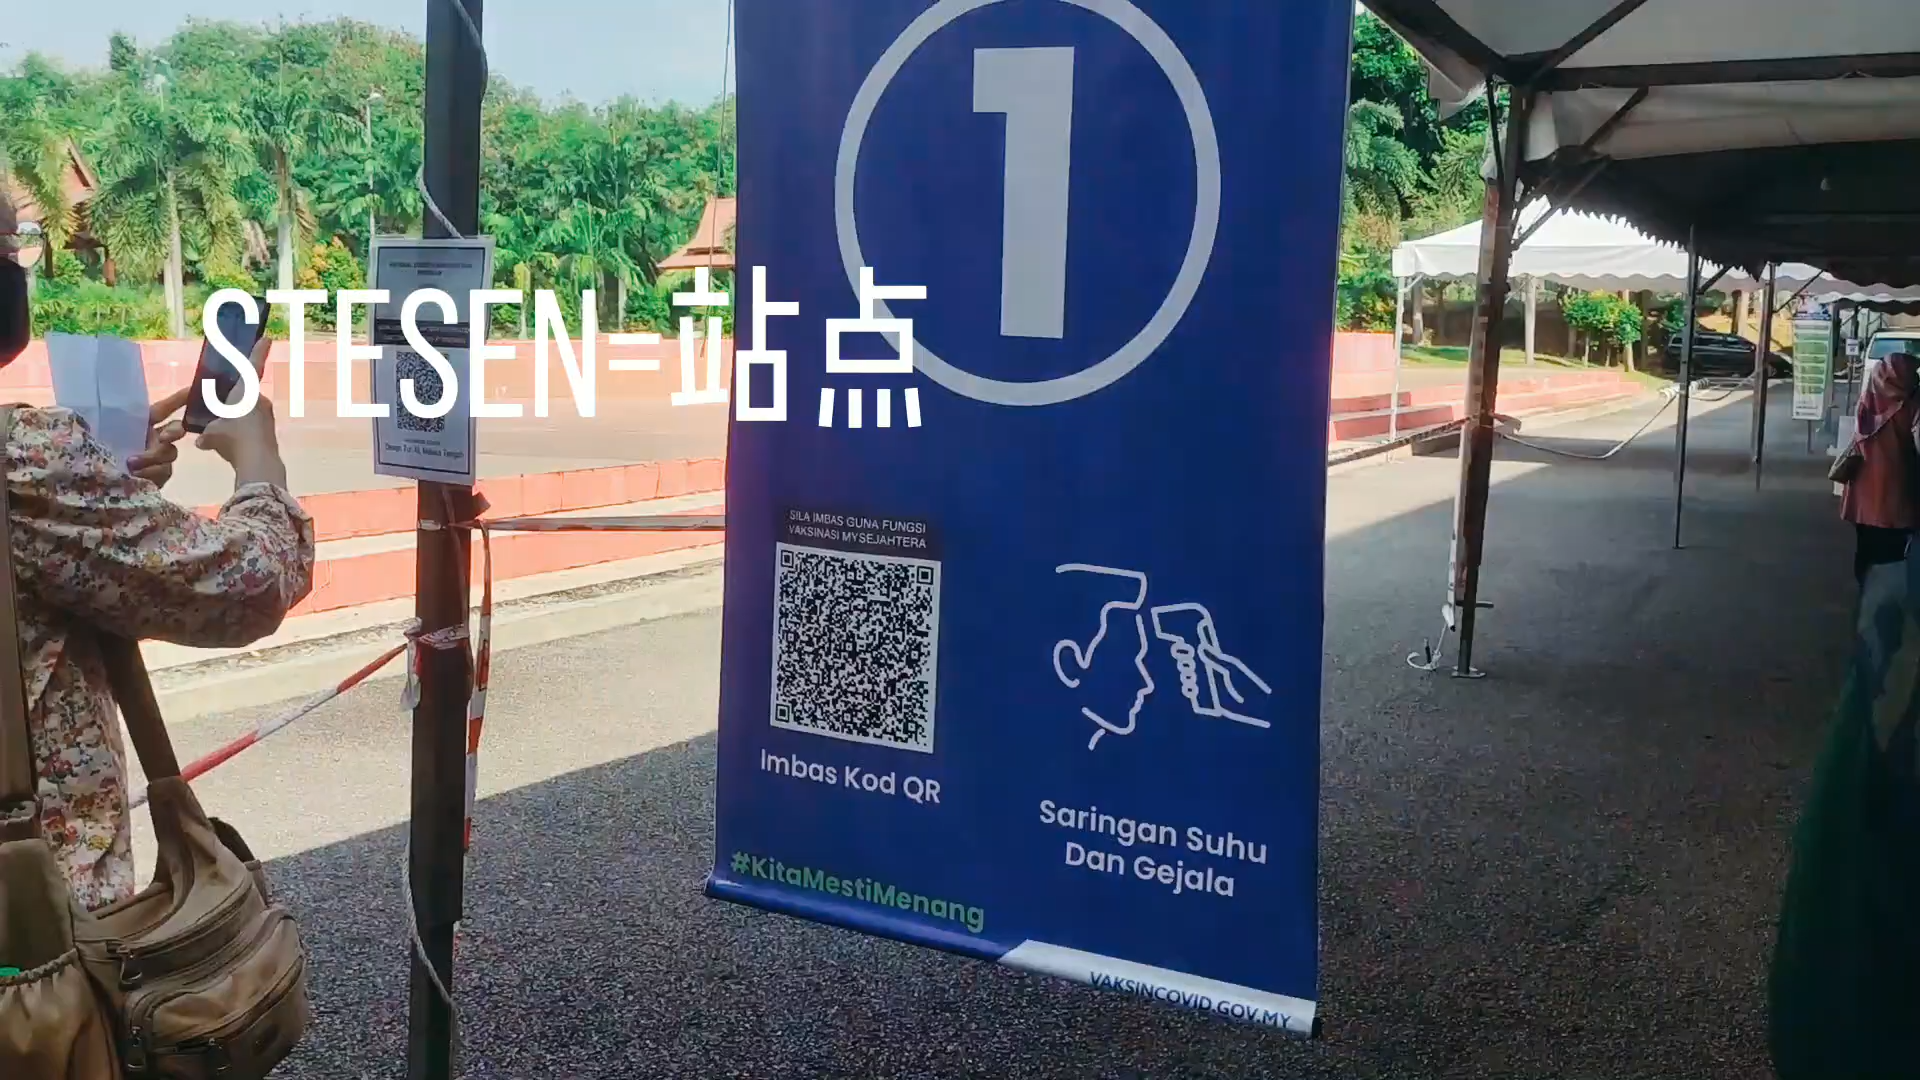 1
STESEN=站点
SILA IMBAS GUNA FUNGSI
VAKSINASI MYSEJAHTERA
Imbas Kod QR
Saringan Suhu
Dan Gejala
#KitaMestiMenang
VAKSINCOVID.GOV.MY